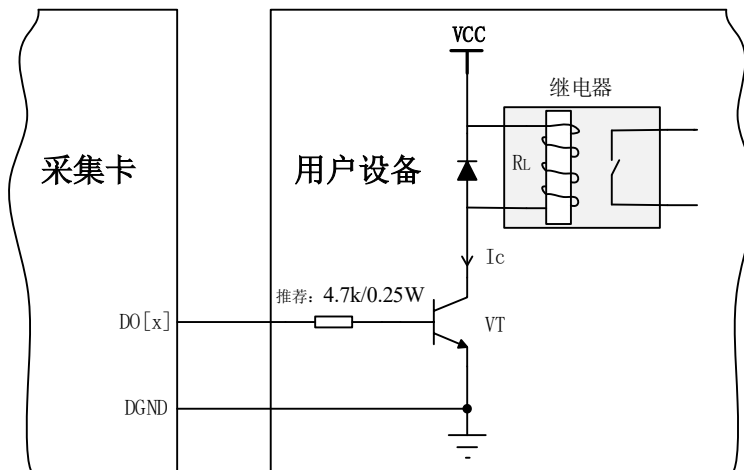 VCC
继电器
采集卡
用户设备
RL
Ic
推荐: 4.7k/0.25W
DO[x]
VT
DGND